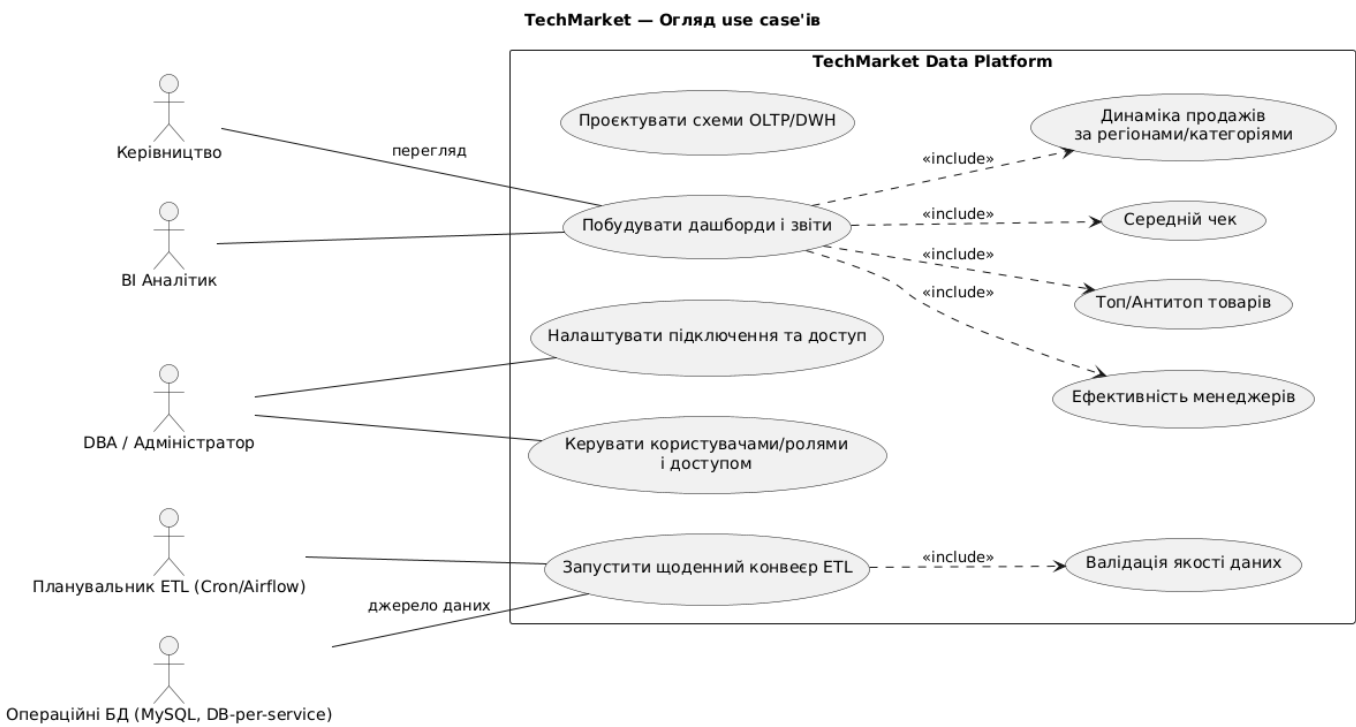 TechMarket — Огляд use case'ів
TechMarket Data Platform
Керівництво
BI Аналітик
DBA / Адміністратор
Планувальник ETL (Cron/Airflow)
Операційні БД (MySQL, DB-per-service)
перегляд
джерело даних
Проєктувати схеми OLTP/DWH
Побудувати дашборди і звіти
Налаштувати підключення та доступ
Керувати користувачами/ролями
і доступом
Запустити щоденний конвеєр ETL
«include»
«include»
«include»
«include»
«include»
Динаміка продажів
за регіонами/категоріями
Середній чек
Топ/Антитоп товарів
Ефективність менеджерів
Валідація якості даних